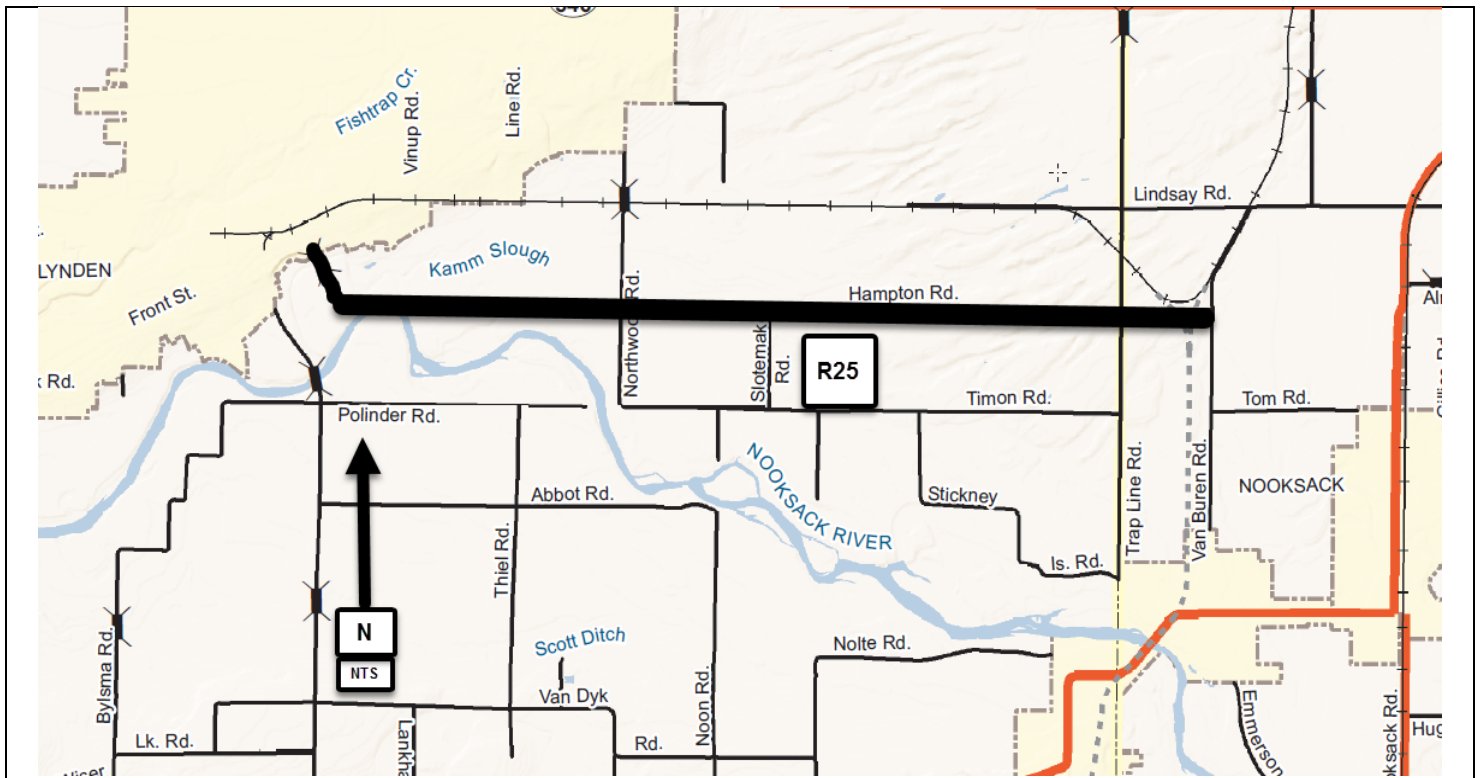 Fishtrap Cr.
Vinup Rd.
Line Rd.
Lindsay Rd.
LYNDEN
Kamm Slough
Front St.
Hampton Rd.
Northwood Rd.
Slotemak
Rd.
R25
Rd.
Polinder Rd.
Timon Rd.
Tom Rd.
Abbot Rd.
NOOKSACK RIVER
Stickney
Trap Line Rd.
Van Buren Rd.
NOOKSACK
Thiel Rd.
Is. Rd.
N
NTS
Scott Ditch
Nolte Rd.
Bylsma Rd.
Van Dyk
Noon Rd.
Emmerson
Lk. Rd.
Rd.